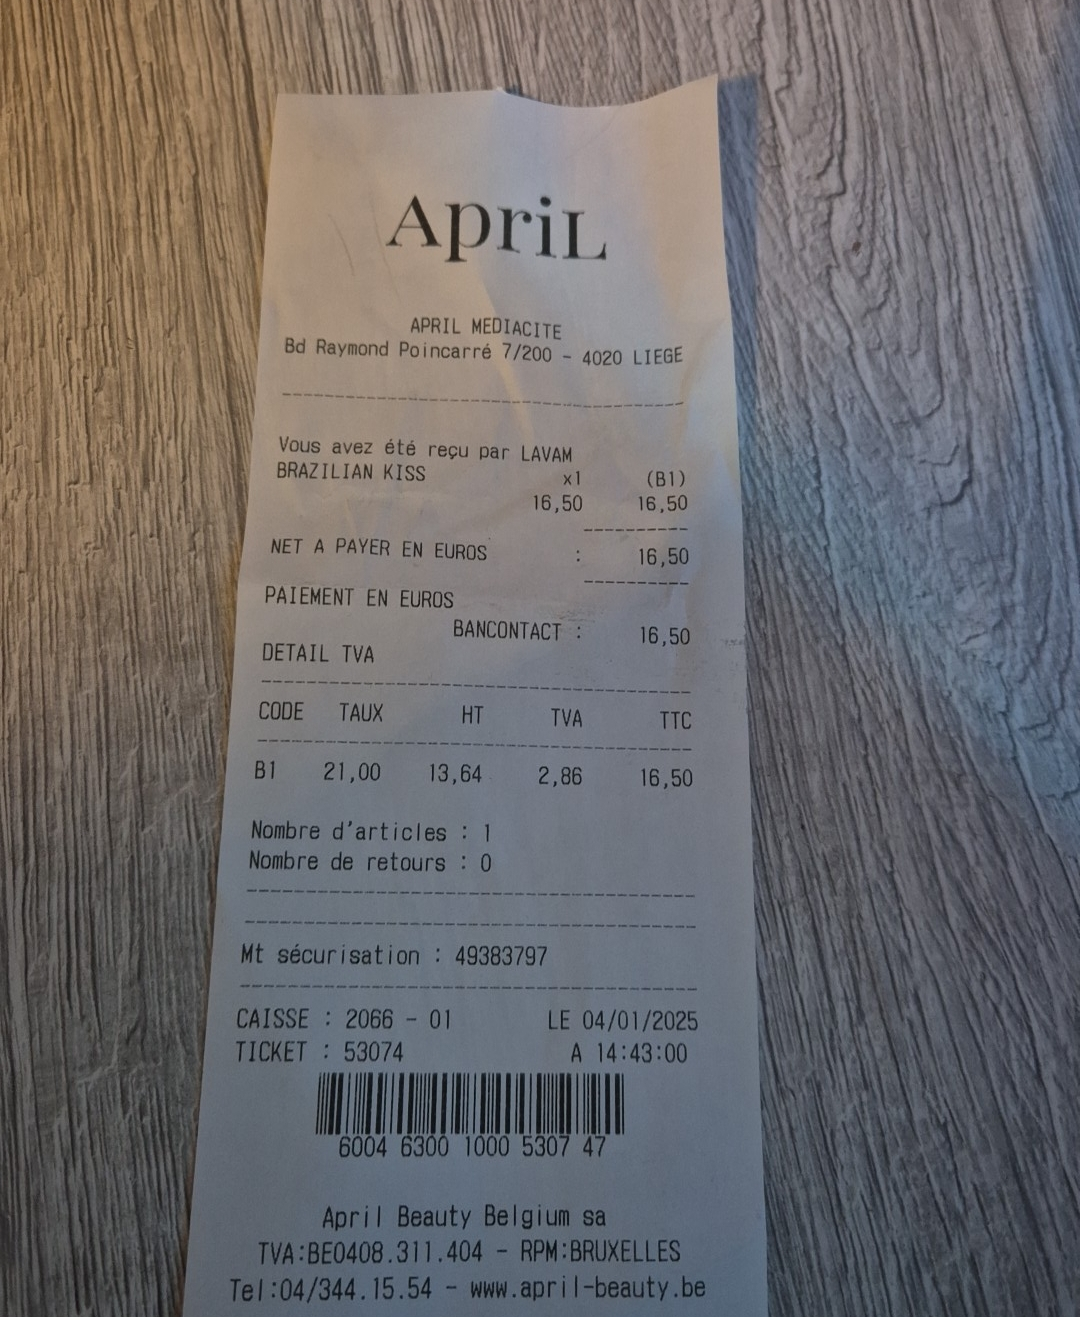 ApriL
APRIL MEDIACITE
Bd Raymond Poincarré 7/200 - 4020 LIEGE
Vous avez été reçu par LAVAM
BRAZILIAN KISS x1 (B1)
16,50 16,50
NET A PAYER EN EUROS : 16,50
PAIEMENT EN EUROS
BANCONTACT : 16,50
DETAIL TVA
CODE TAUX HT TVA TTC
B1 21,00 13,64 2,86 16,50
Nombre d'articles : 1
Nombre de retours : 0
Mt sécurisation : 49383797
CAISSE : 2066 - 01 LE 04/01/2025
TICKET : 53074 A 14:43:00
6004 6300 1000 5307 47
April Beauty Belgium sa
TVA:BE0408.311.404 - RPM:BRUXELLES
Tel:04/344.15.54 - www.april-beauty.be